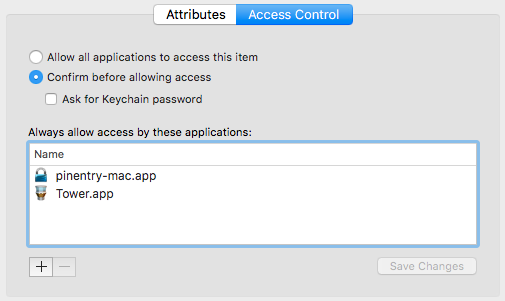 Attributes Access Control
Allow all applications to access this item
Confirm before allowing access
Ask for Keychain password
Always allow access by these applications:
Name
pinentry-mac.app
Tower.app
+ − Save Changes